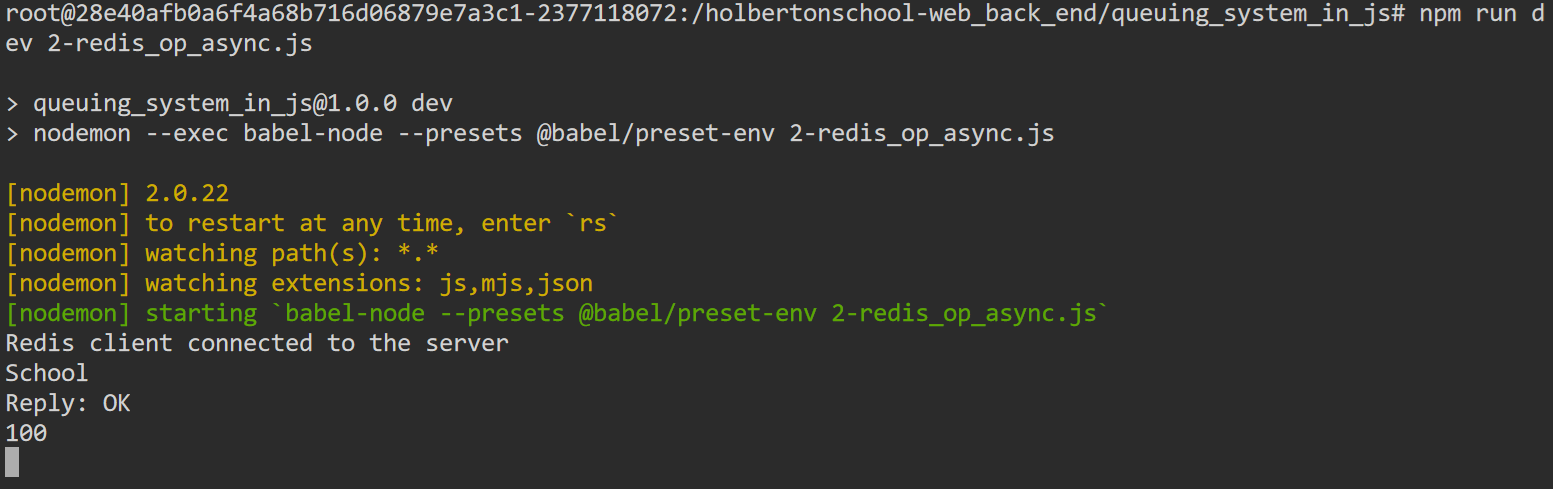 root@28e40afb0a6f4a68b716d06879e7a3c1-2377118072:/holbertonschool-web_back_end/queuing_system_in_js# npm run d
ev 2-redis_op_async.js
> queuing_system_in_js@1.0.0 dev
> nodemon --exec babel-node --presets @babel/preset-env 2-redis_op_async.js
[nodemon] 2.0.22
[nodemon] to restart at any time, enter `rs`
[nodemon] watching path(s): *.*
[nodemon] watching extensions: js,mjs,json
[nodemon] starting `babel-node --presets @babel/preset-env 2-redis_op_async.js`
Redis client connected to the server
School
Reply: OK
100